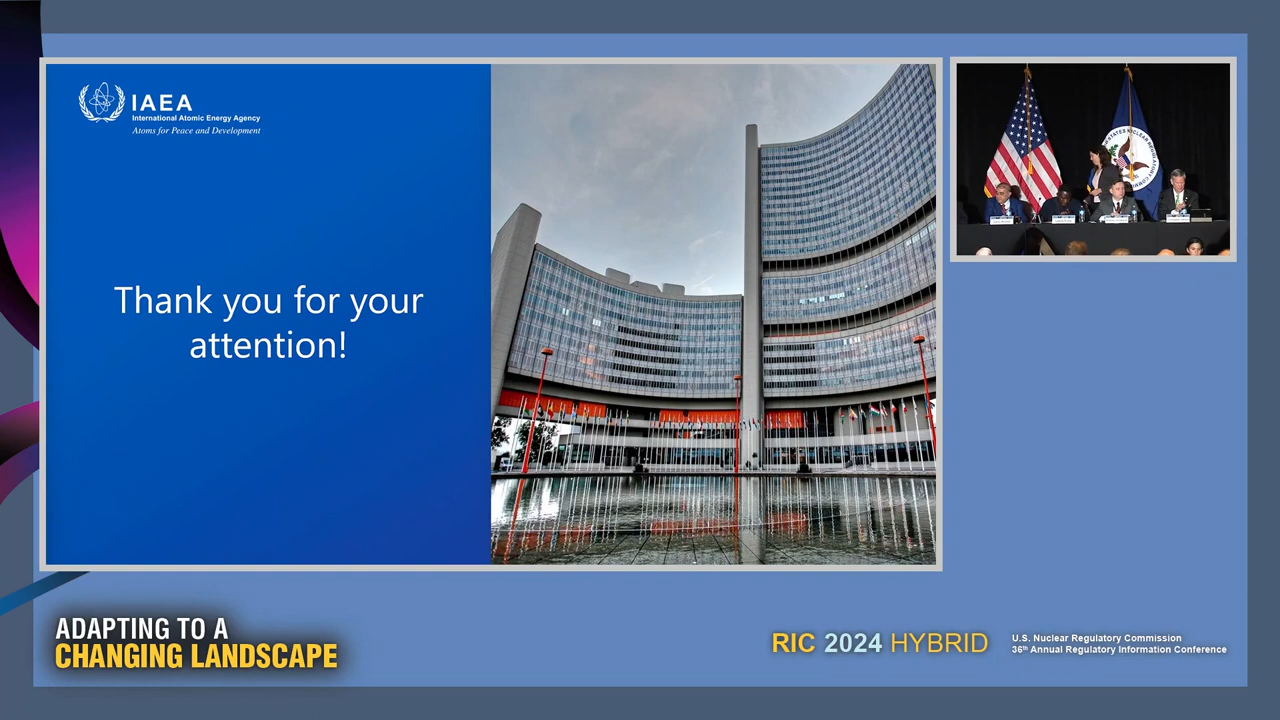 IAEA
International Atomic Energy Agency
Atoms for Peace and Development
Thank you for your
attention!
ADAPTING TO A
CHANGING LANDSCAPE
RIC 2024 HYBRID
U.S. Nuclear Regulatory Commission
36th Annual Regulatory Information Conference